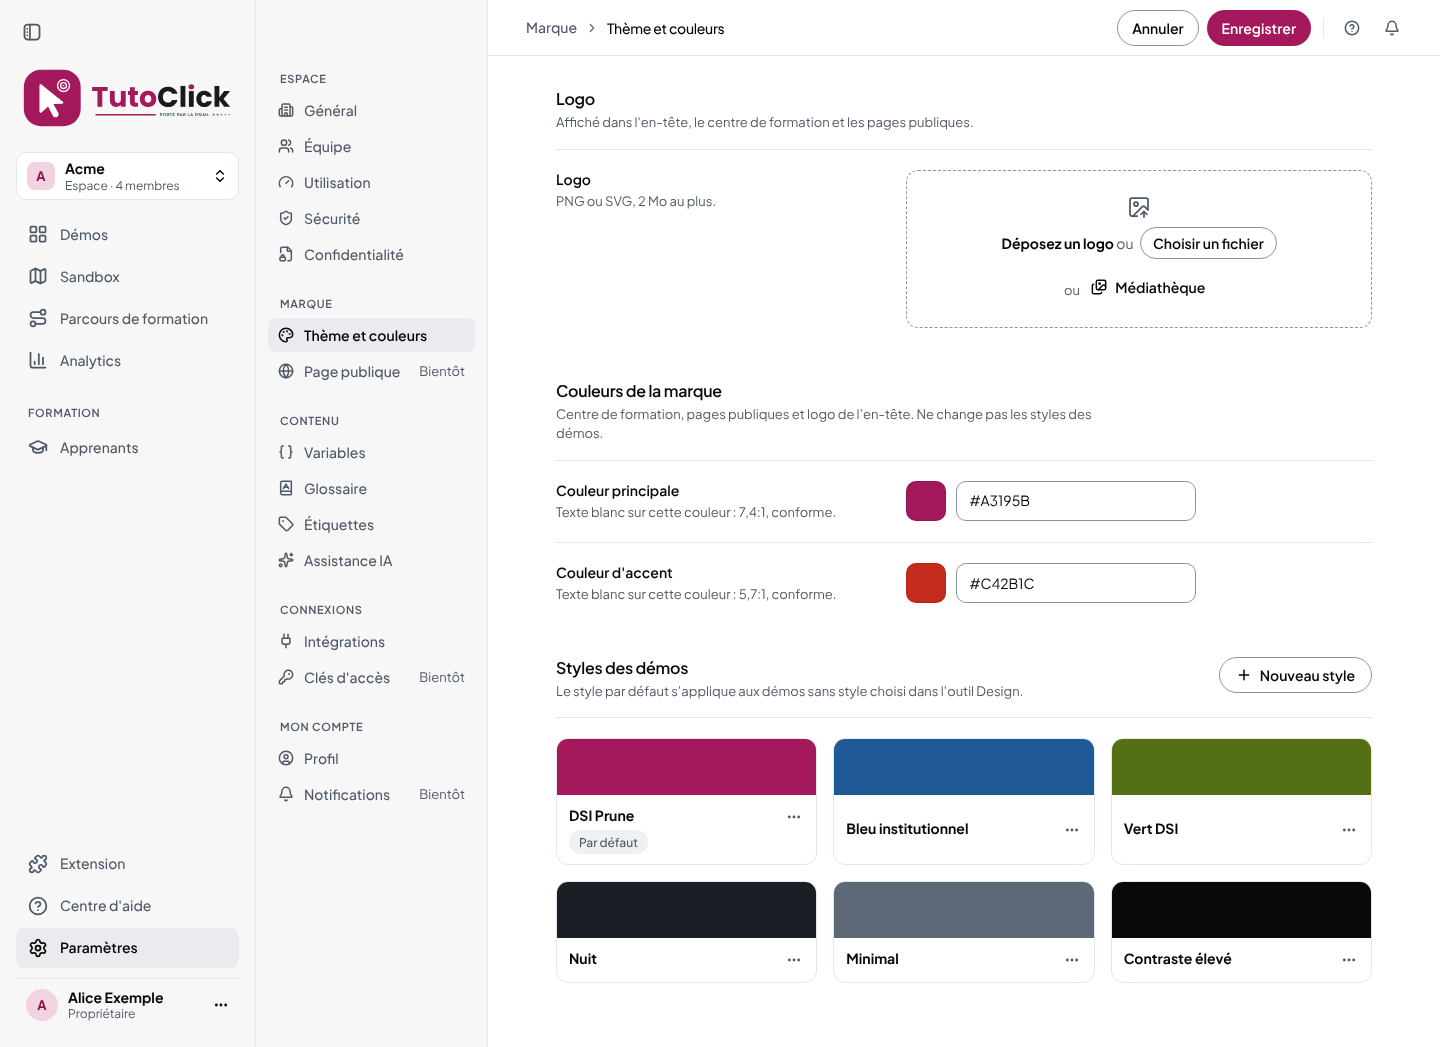 TutoClick
PORTÉ PAR LA DSIML
A
Acme
Espace · 4 membres
Démos
Sandbox
Parcours de formation
Analytics
FORMATION
Apprenants
Extension
Centre d'aide
Paramètres
A
Alice Exemple
Propriétaire
ESPACE
Général
Équipe
Utilisation
Sécurité
Confidentialité
MARQUE
Thème et couleurs
Page publique Bientôt
CONTENU
Variables
Glossaire
Étiquettes
Assistance IA
CONNEXIONS
Intégrations
Clés d'accès Bientôt
MON COMPTE
Profil
Notifications Bientôt
Marque > Thème et couleurs
Annuler
Enregistrer
Logo
Affiché dans l'en-tête, le centre de formation et les pages publiques.
Logo
PNG ou SVG, 2 Mo au plus.
Déposez un logo ou Choisir un fichier
ou Médiathèque
Couleurs de la marque
Centre de formation, pages publiques et logo de l'en-tête. Ne change pas les styles des
démos.
Couleur principale
Texte blanc sur cette couleur : 7,4:1, conforme.
#A3195B
Couleur d'accent
Texte blanc sur cette couleur : 5,7:1, conforme.
#C42B1C
Styles des démos
Le style par défaut s'applique aux démos sans style choisi dans l'outil Design.
+ Nouveau style
DSI Prune
Par défaut
Bleu institutionnel
Vert DSI
Nuit
Minimal
Contraste élevé